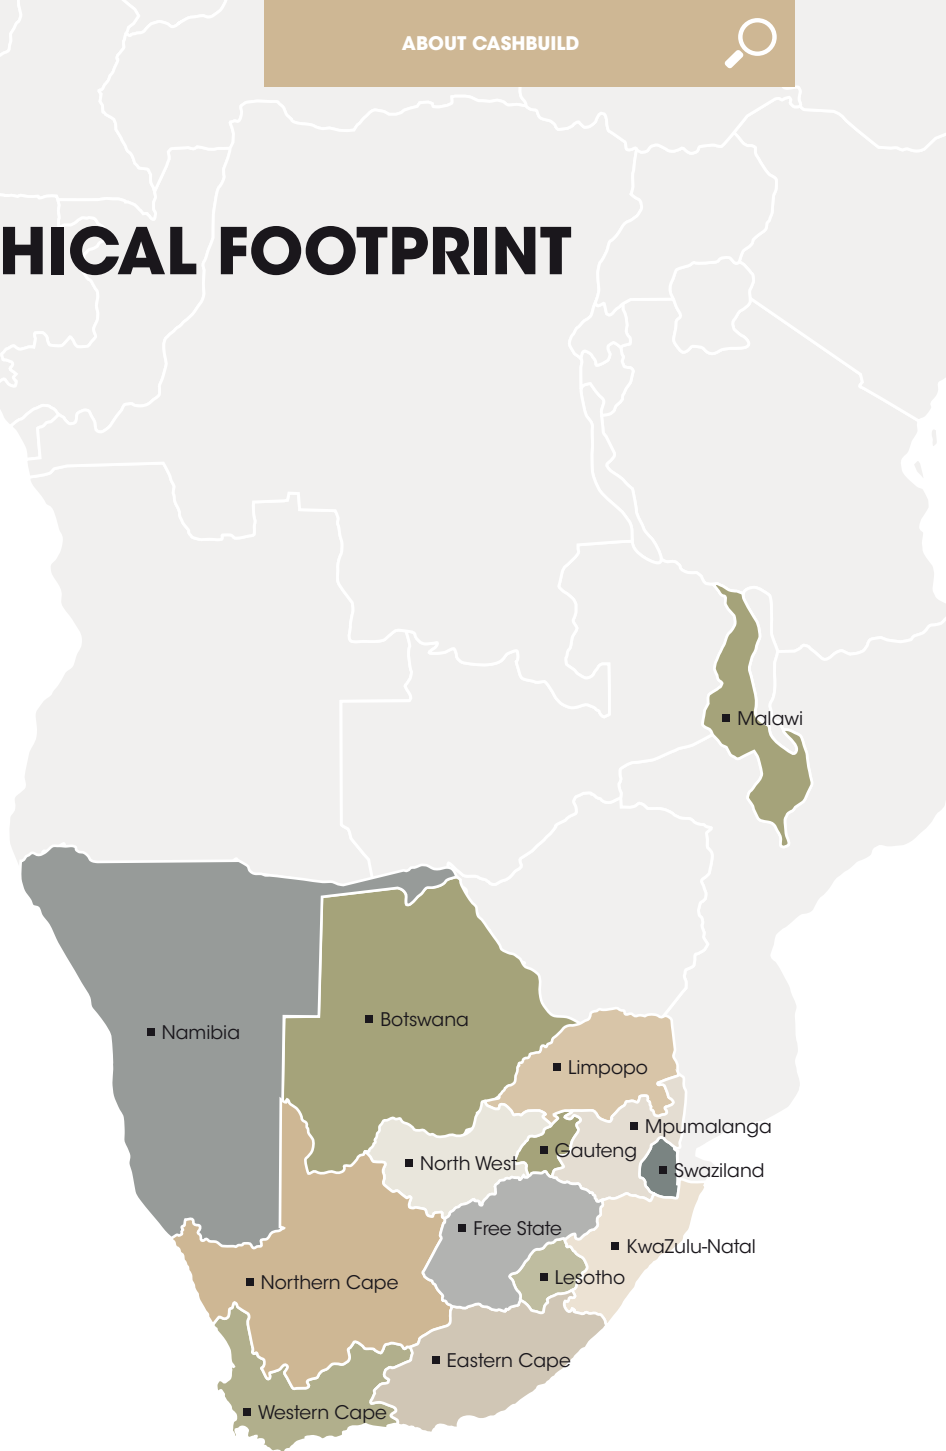 ABOUT CASHBUILD
HICAL FOOTPRINT
Malawi
Botswana
Namibia
Limpopo
Mpumalanga
Gauteng
North West
Swaziland
Free State
KwaZulu-Natal
Lesotho
Northern Cape
Eastern Cape
Western Cape